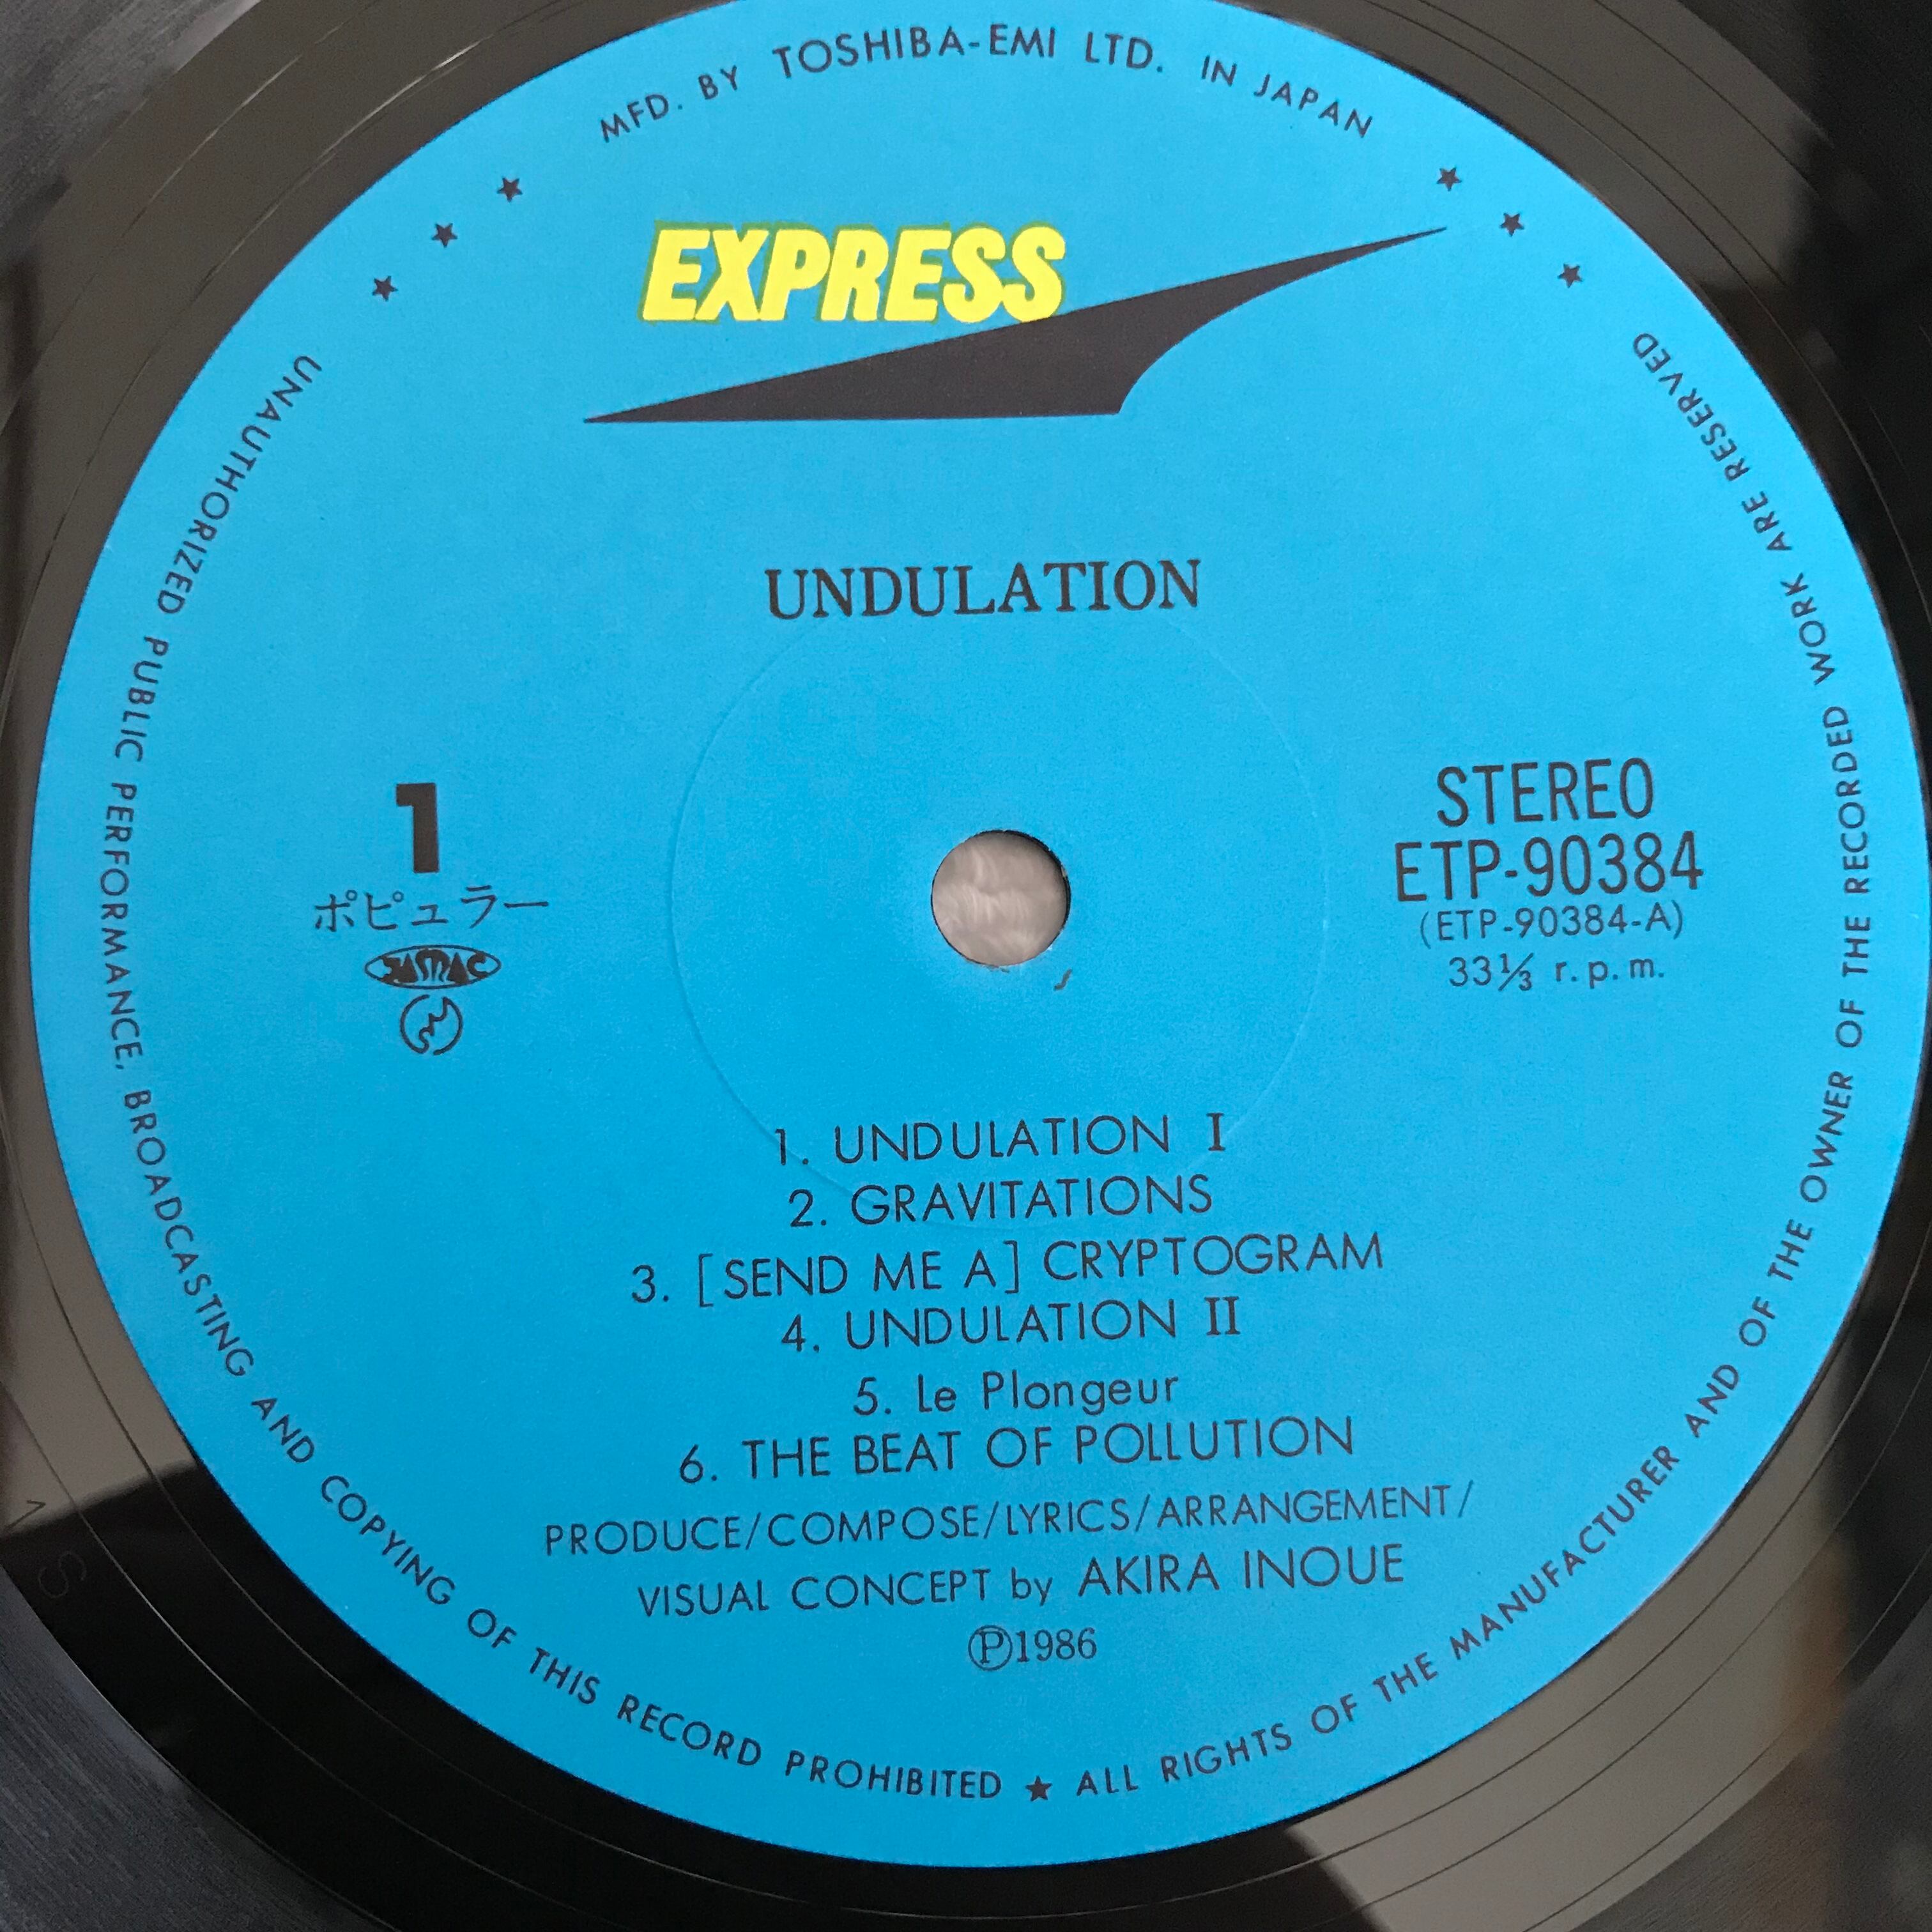 MFD. BY TOSHIBA-EMI LTD. IN JAPAN
EXPRESS
UNDULATION
1
ポピュラー
JASRAC
STEREO
ETP-90384
(ETP-90384-A)
33⅓ r.p.m.
1. UNDULATION I
2. GRAVITATIONS
3. [SEND ME A] CRYPTOGRAM
4. UNDULATION II
5. Le Plongeur
6. THE BEAT OF POLLUTION
PRODUCE/COMPOSE/LYRICS/ARRANGEMENT/
VISUAL CONCEPT by AKIRA INOUE
Ⓟ1986
UNAUTHORIZED PUBLIC PERFORMANCE, BROADCASTING AND COPYING OF THIS RECORD PROHIBITED ★ ALL RIGHTS OF THE MANUFACTURER AND OF THE OWNER OF THE RECORDED WORK ARE RESERVED